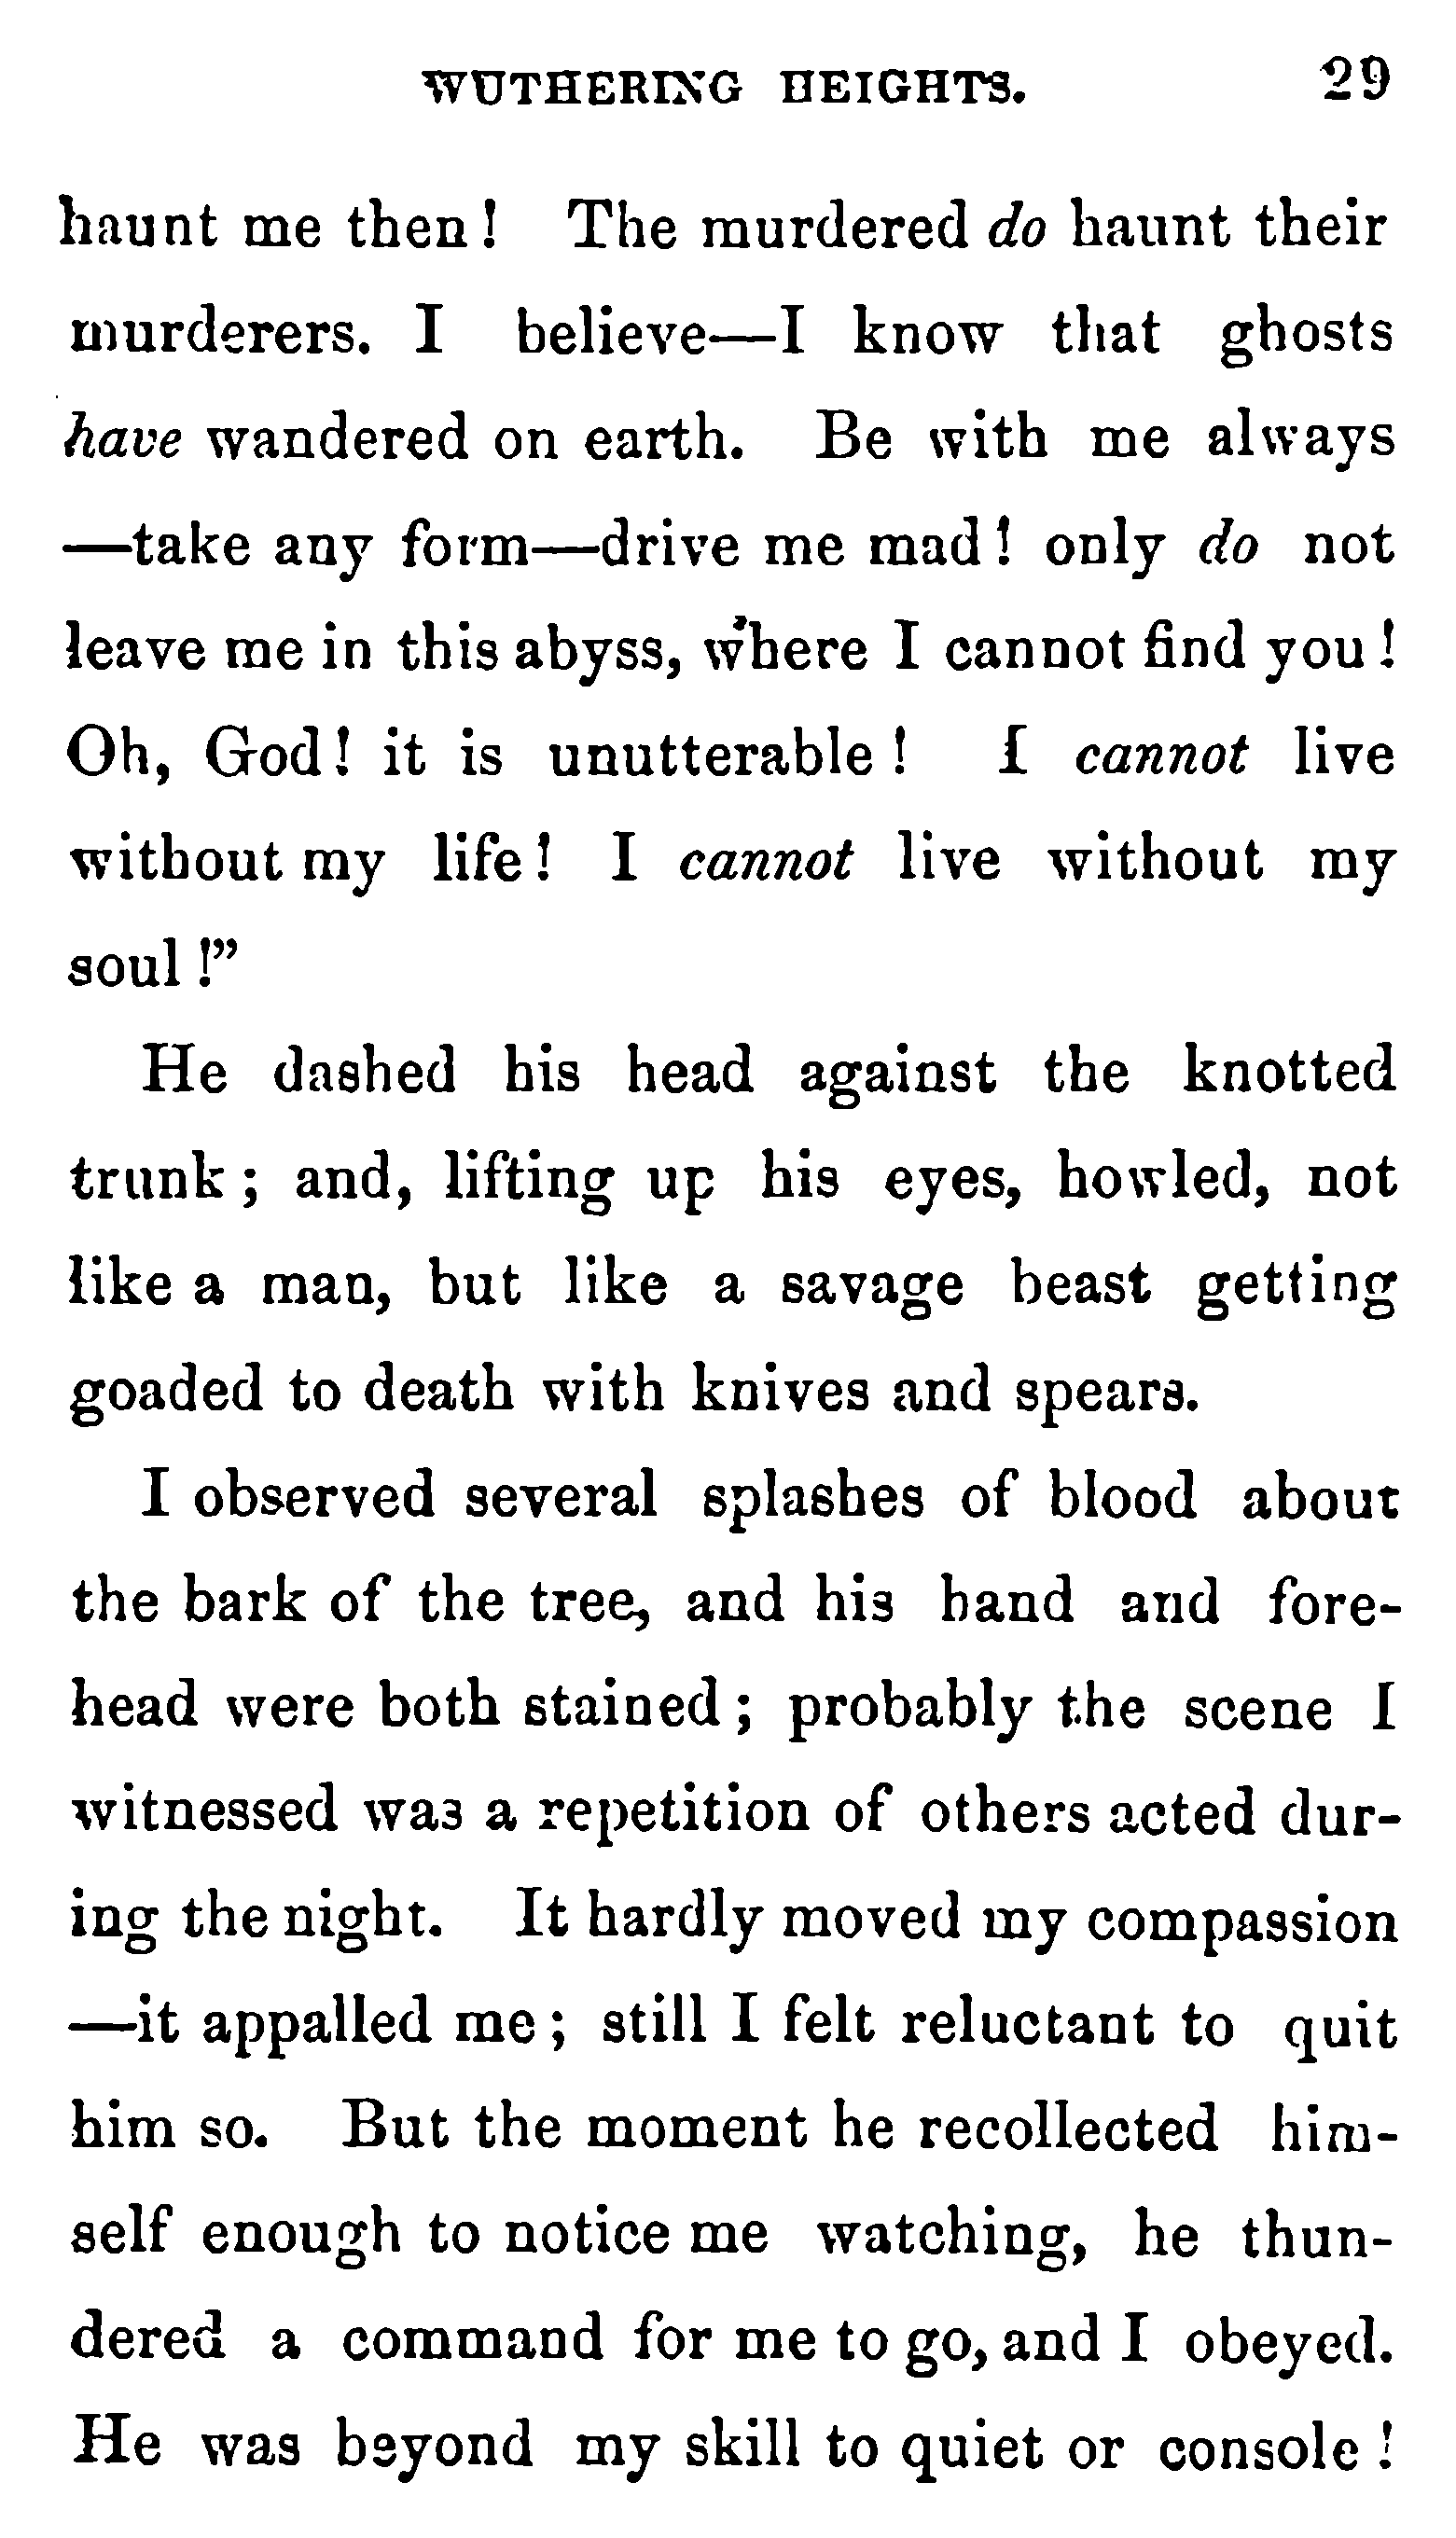 WUTHERING HEIGHTS. 29
haunt me then! The murdered do haunt their
murderers. I believe—I know that ghosts
have wandered on earth. Be with me always
—take any form—drive me mad! only do not
leave me in this abyss, where I cannot find you!
Oh, God! it is unutterable! I cannot live
without my life! I cannot live without my
soul!”
He dashed his head against the knotted
trunk; and, lifting up his eyes, howled, not
like a man, but like a savage beast getting
goaded to death with knives and spears.
I observed several splashes of blood about
the bark of the tree, and his hand and fore-
head were both stained; probably the scene I
witnessed was a repetition of others acted dur-
ing the night. It hardly moved my compassion
—it appalled me; still I felt reluctant to quit
him so. But the moment he recollected him-
self enough to notice me watching, he thun-
dered a command for me to go, and I obeyed.
He was beyond my skill to quiet or console!